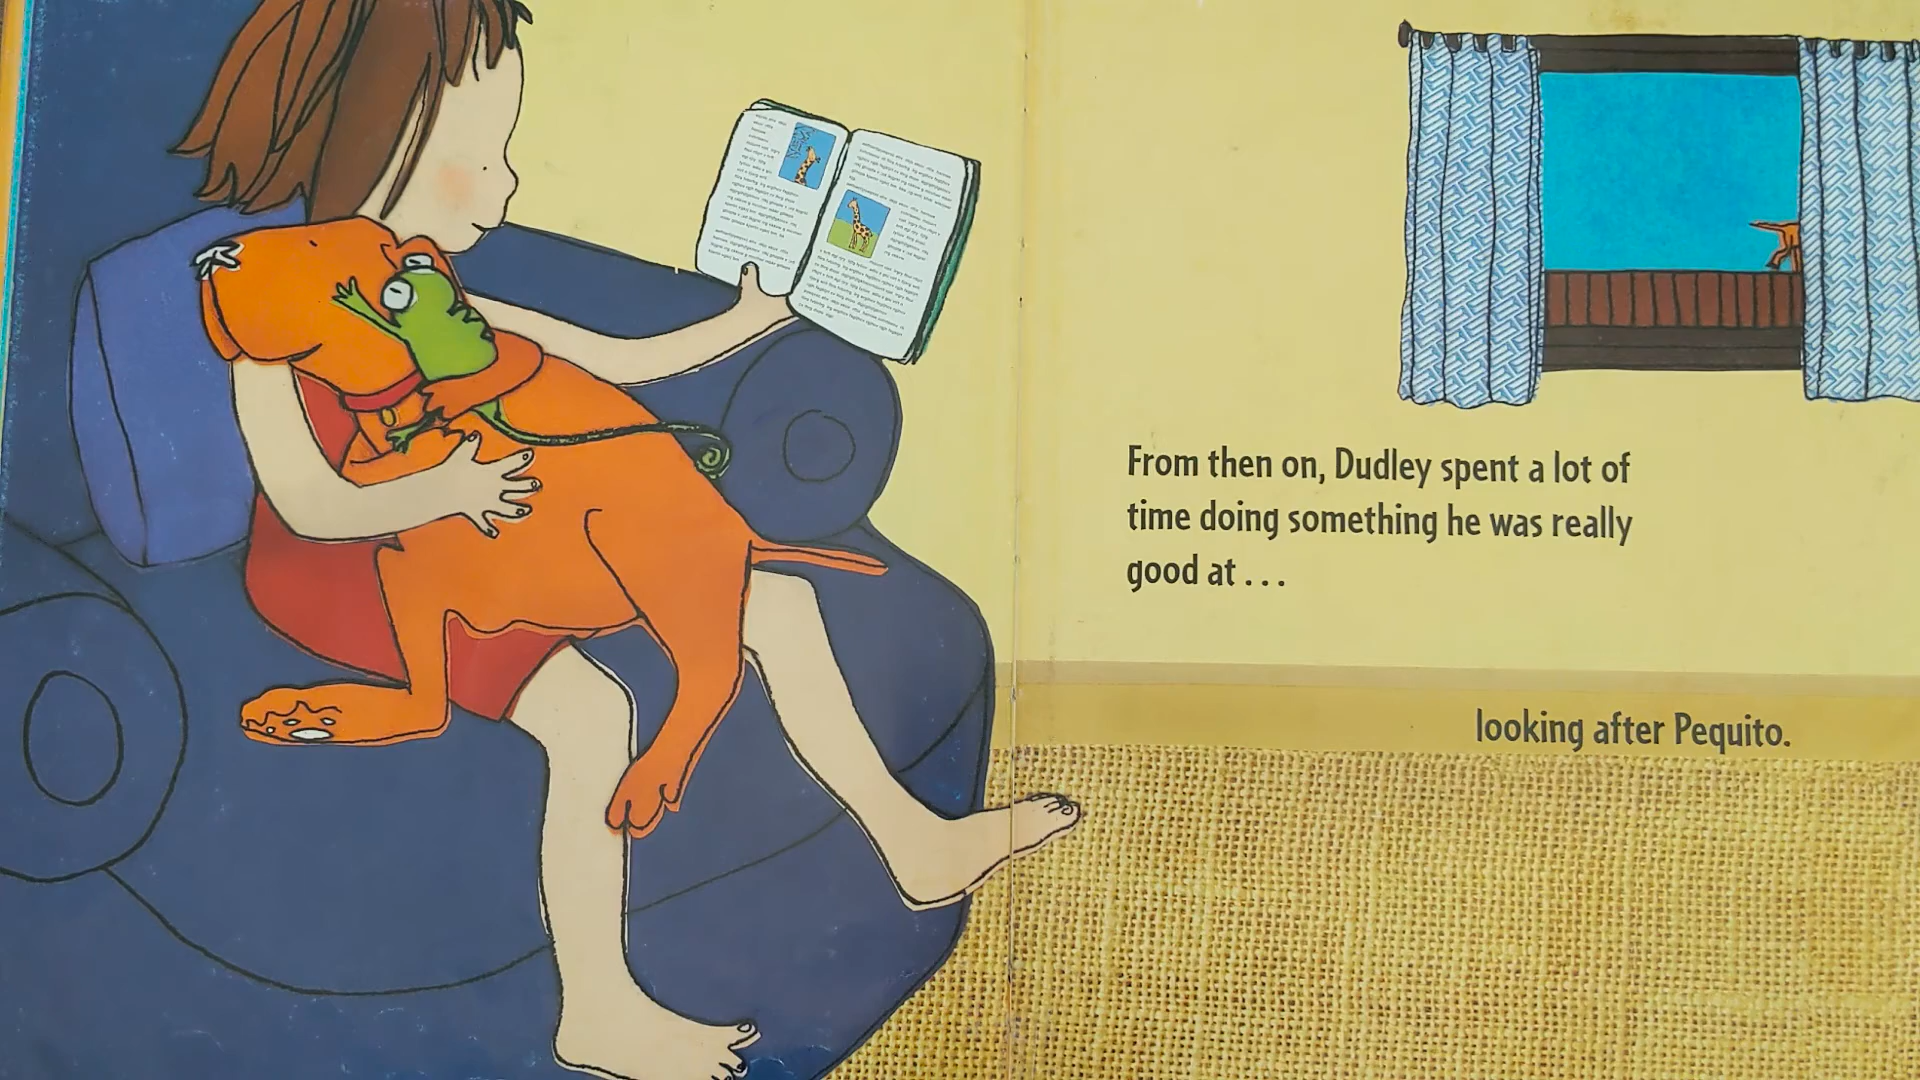 From then on, Dudley spent a lot of
time doing something he was really
good at . . .
looking after Pequito.